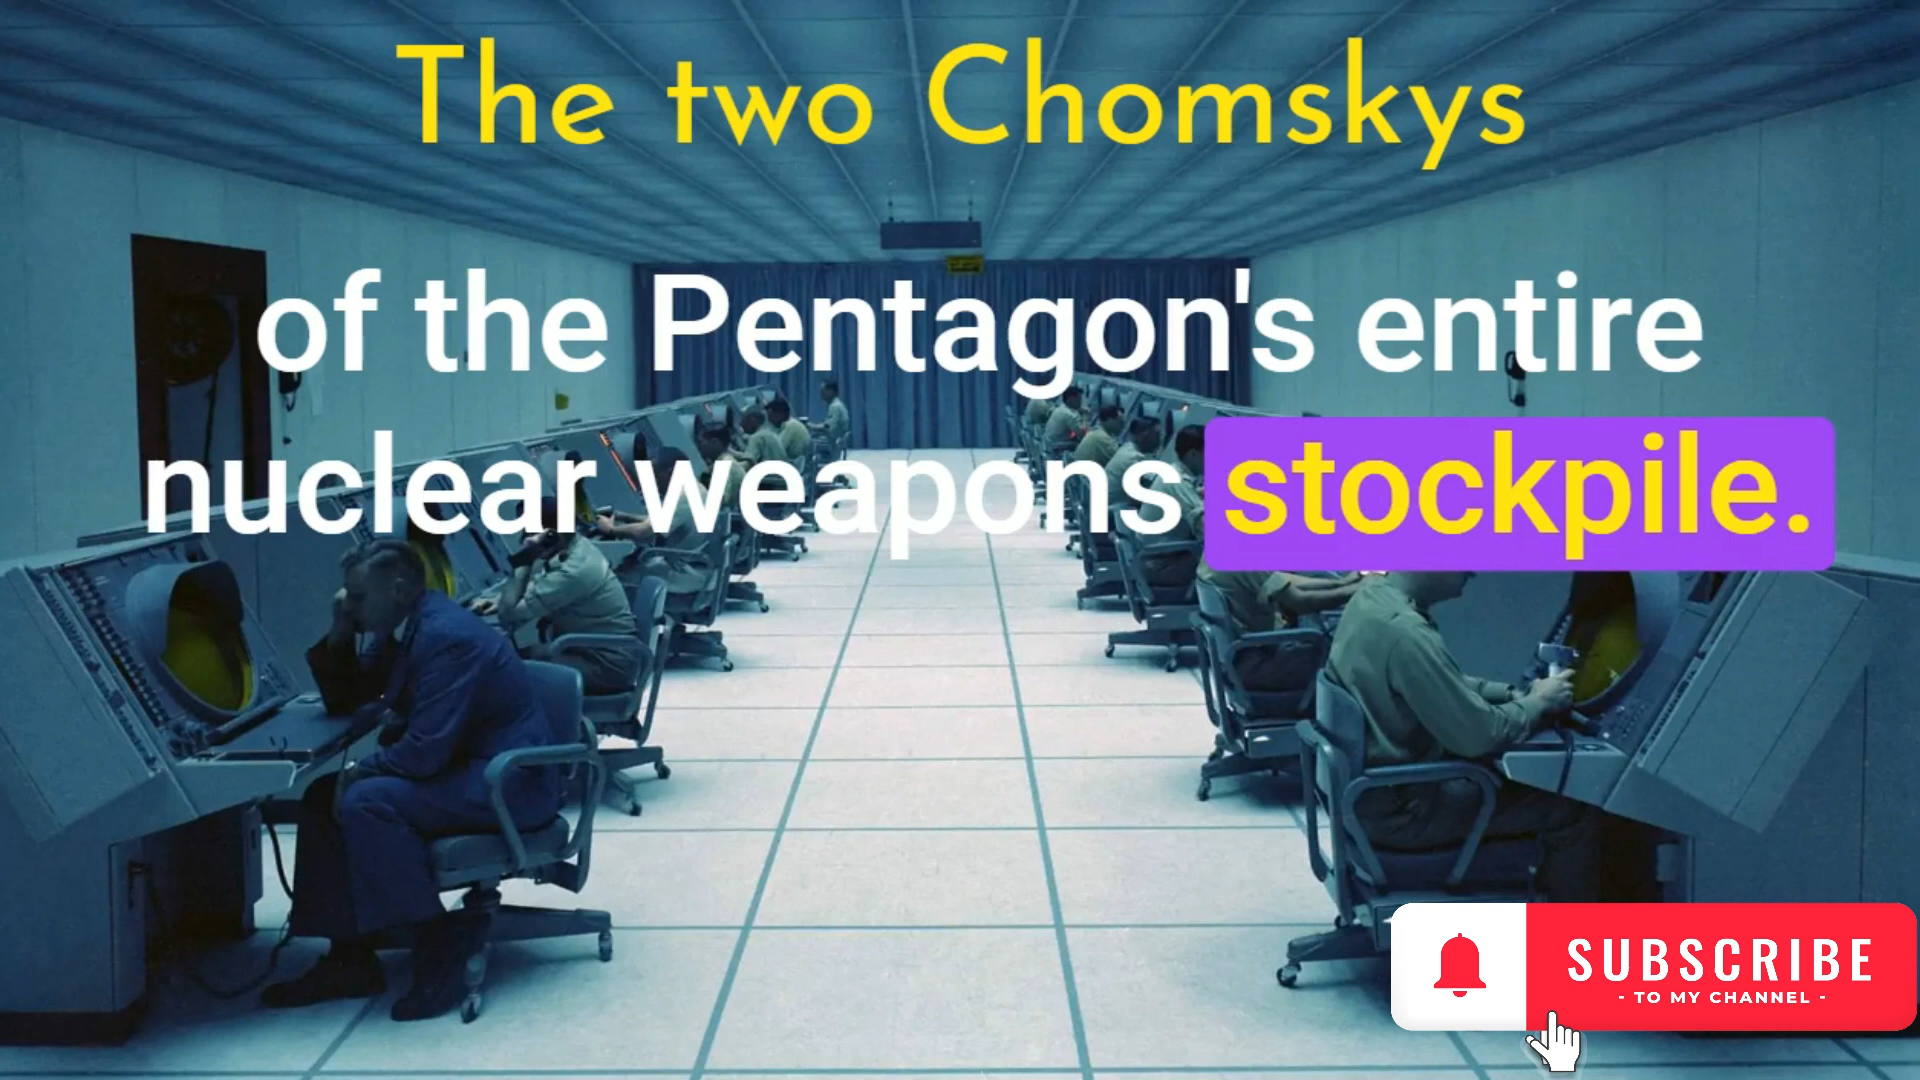 The two Chomskys
of the Pentagon's entire
nuclear weapons stockpile.
SUBSCRIBE
- TO MY CHANNEL -